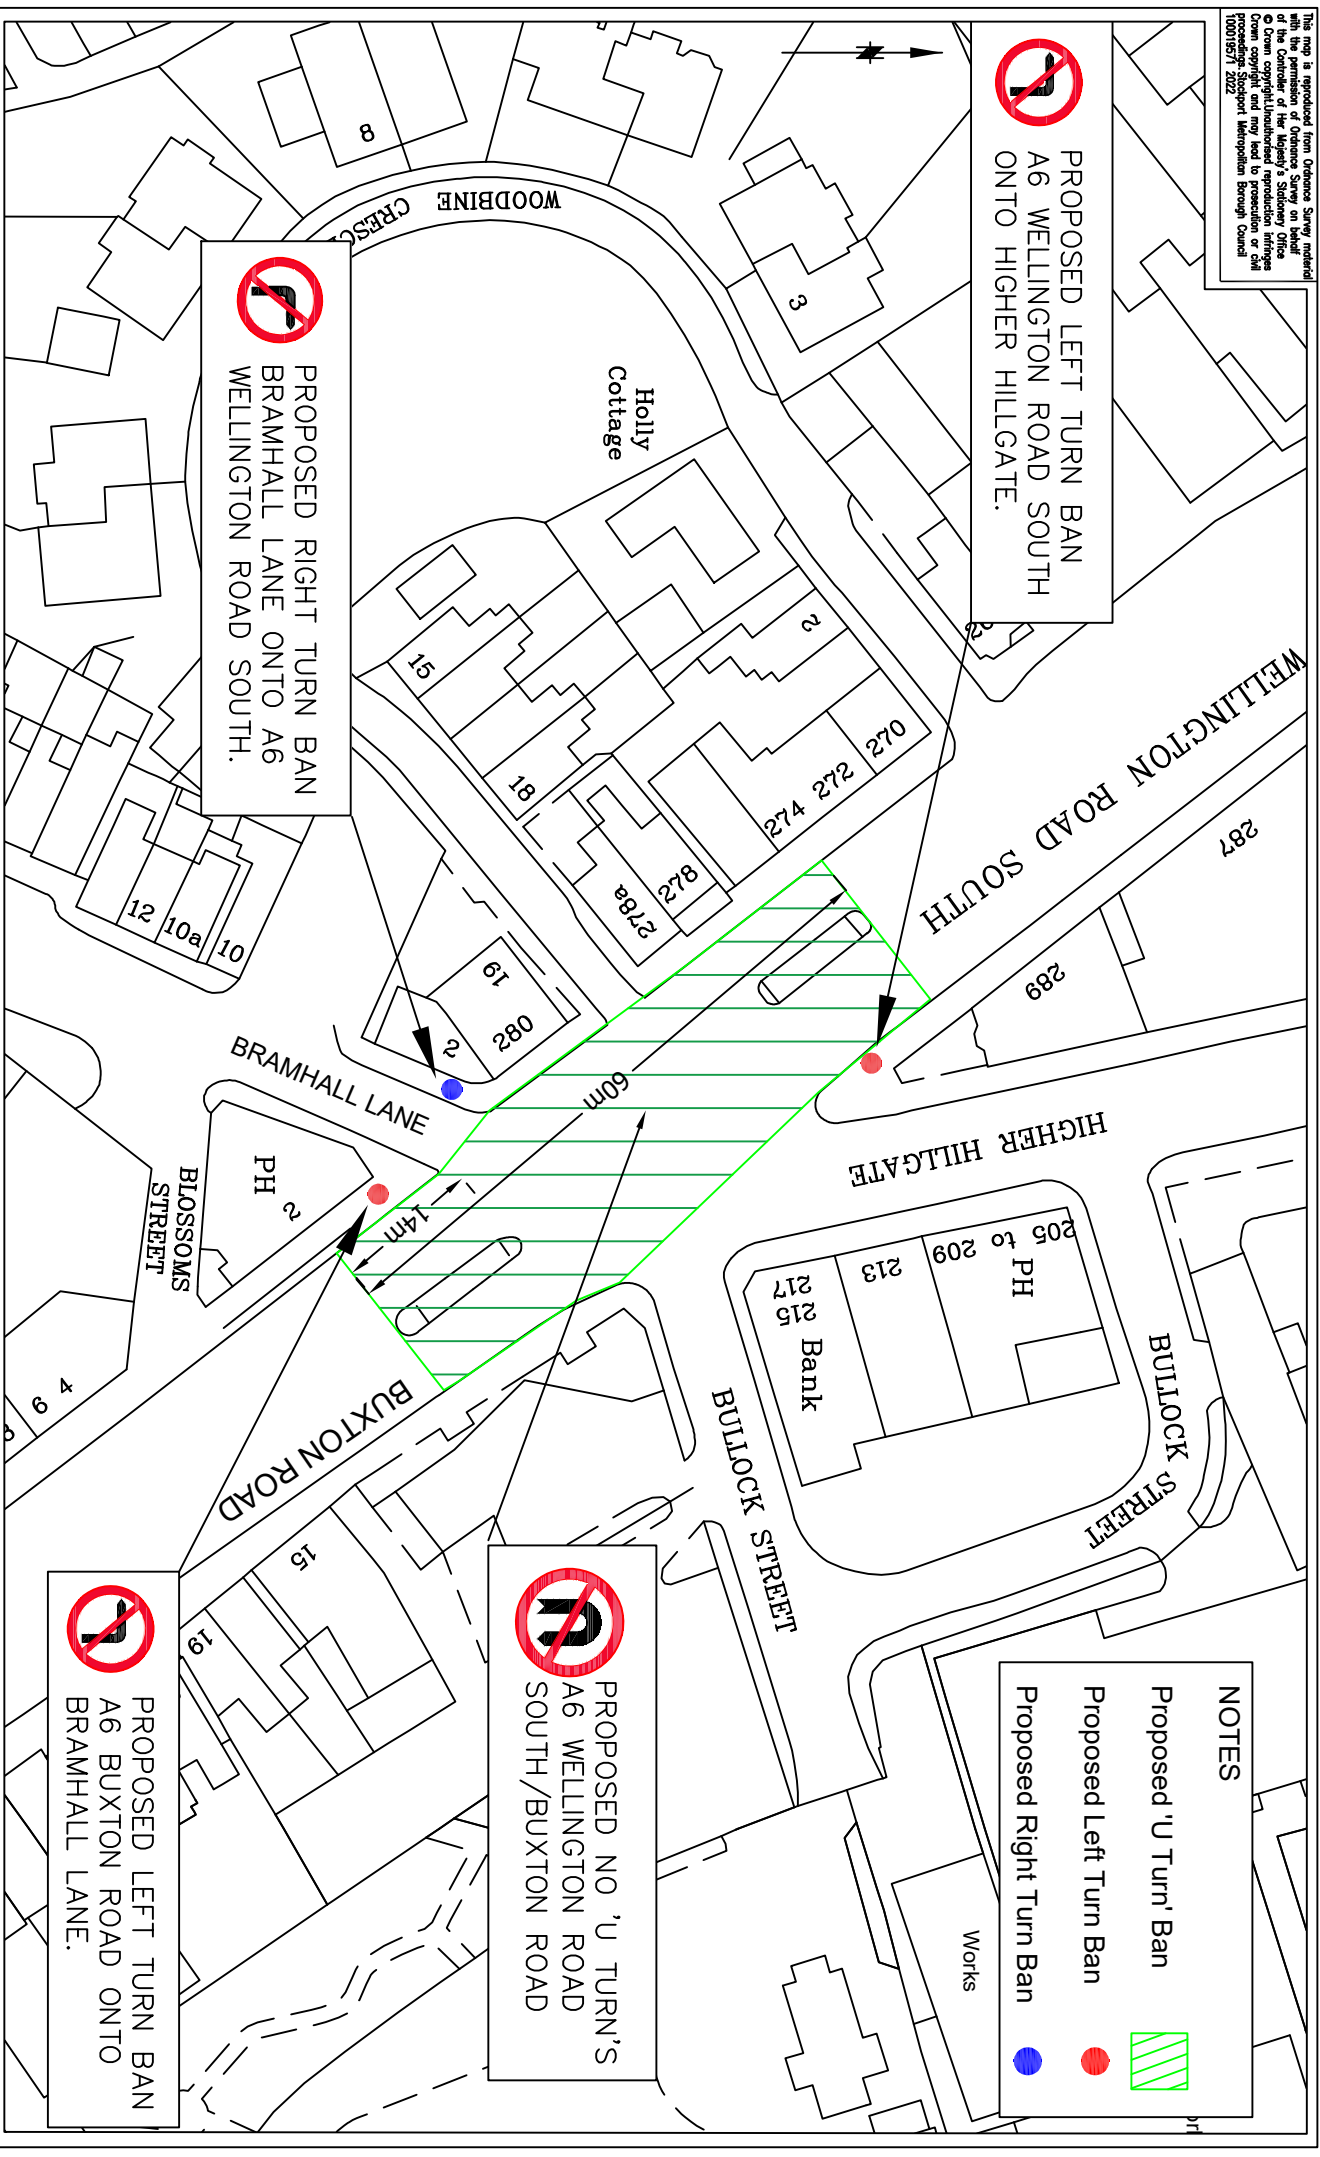 This map is reproduced from Ordnance Survey material
with the permission of Ordnance Survey on behalf
of the Controller of Her Majesty's Stationery Office
© Crown copyright.Unauthorised reproduction infringes
Crown copyright and may lead to prosecution or civil
proceedings. Stockport Metropolitan Borough Council
100019571 2022
PROPOSED LEFT TURN BAN
A6 WELLINGTON ROAD SOUTH
ONTO HIGHER HILLGATE.
WELLINGTON ROAD SOUTH
287
289
HIGHER HILLGATE
BULLOCK STREET
205 to 209
PH
213
217
215
Bank
BULLOCK STREET
NOTES
Proposed 'U Turn' Ban
Proposed Left Turn Ban
Proposed Right Turn Ban
Works
3
8
WOODBINE
Holly
Cottage
2
270
272
274
278
278a
15
18
60m
14m
PROPOSED RIGHT TURN BAN
BRAMHALL LANE ONTO A6
WELLINGTON ROAD SOUTH.
19
280
2
12
10a
10
BRAMHALL LANE
PH
2
BLOSSOMS
STREET
6
4
BUXTON ROAD
15
19
PROPOSED NO 'U TURN'S
A6 WELLINGTON ROAD
SOUTH/BUXTON ROAD
PROPOSED LEFT TURN BAN
A6 BUXTON ROAD ONTO
BRAMHALL LANE.